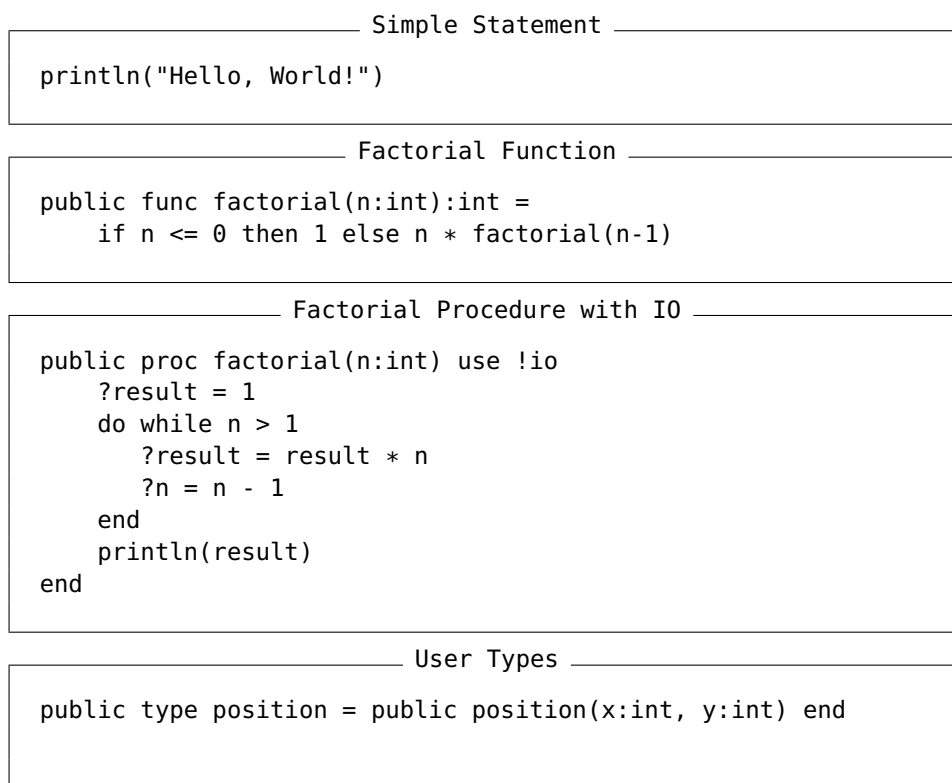 Simple Statement
println("Hello, World!")
Factorial Function
public func factorial(n:int):int =
    if n <= 0 then 1 else n * factorial(n-1)
Factorial Procedure with IO
public proc factorial(n:int) use !io
    ?result = 1
    do while n > 1
       ?result = result * n
       ?n = n - 1
    end
    println(result)
end
User Types
public type position = public position(x:int, y:int) end